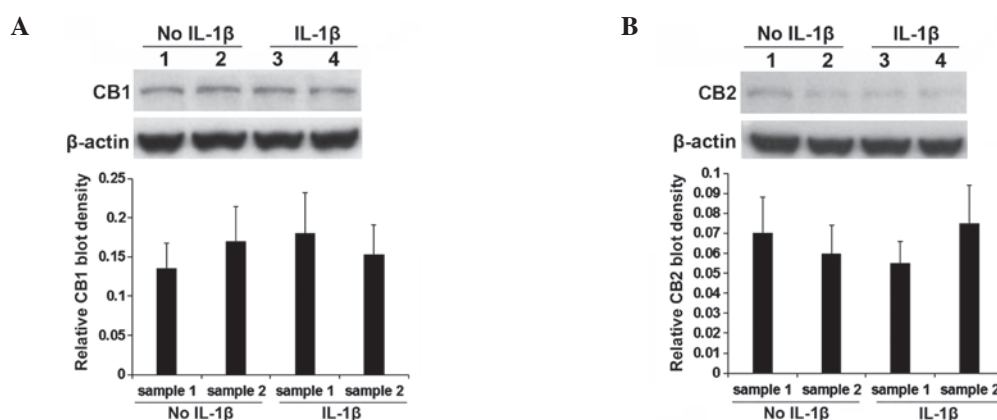 A
No IL-1β IL-1β
1 2 3 4
CB1
β-actin
Relative CB1 blot density
0.25
0.2
0.15
0.1
0.05
0
sample 1 sample 2 sample 1 sample 2
No IL-1β IL-1β
B
No IL-1β IL-1β
1 2 3 4
CB2
β-actin
Relative CB2 blot density
0.1
0.09
0.08
0.07
0.06
0.05
0.04
0.03
0.02
0.01
0
sample 1 sample 2 sample 1 sample 2
No IL-1β IL-1β